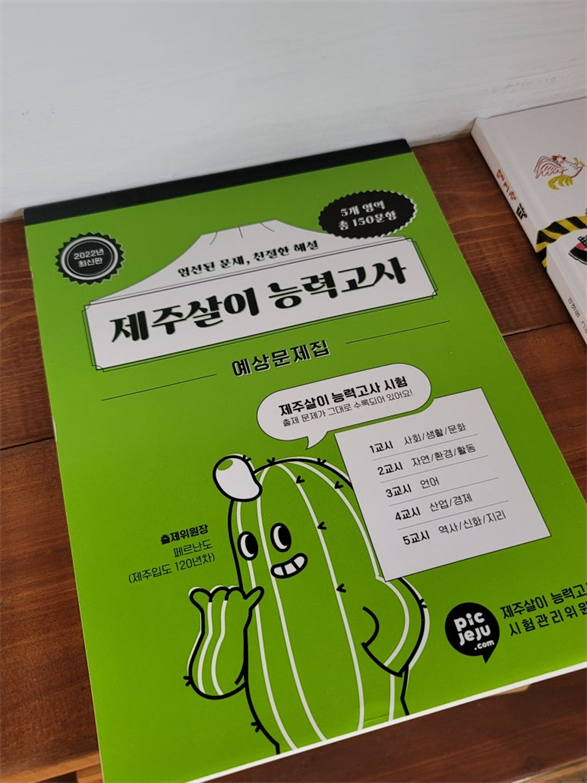 2022년
최신판
5개 영역
총 150문항
엄선된 문제, 친절한 해설
제주살이 능력고사
예상문제집
제주살이 능력고사 시험
출제 문제가 그대로 수록되어 있어요!
1교시 사회/생활/문화
2교시 자연/환경/활동
3교시 언어
4교시 산업/경제
5교시 역사/신화/지리
출제위원장
페르난도
(제주입도 120년차)
pic
jeju
.com
제주살이 능력고
시험관리위원